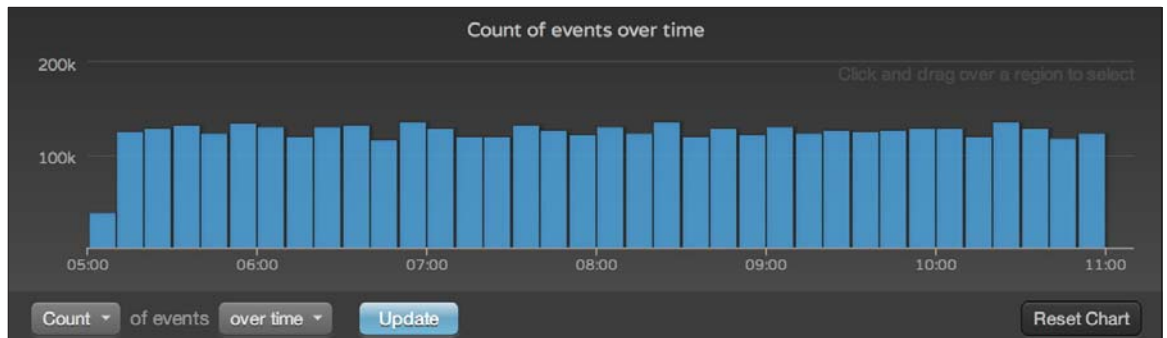 Count of events over time
200k
Click and drag over a region to select
100k
05:00 06:00 07:00 08:00 09:00 10:00 11:00
Count of events over time Update Reset Chart